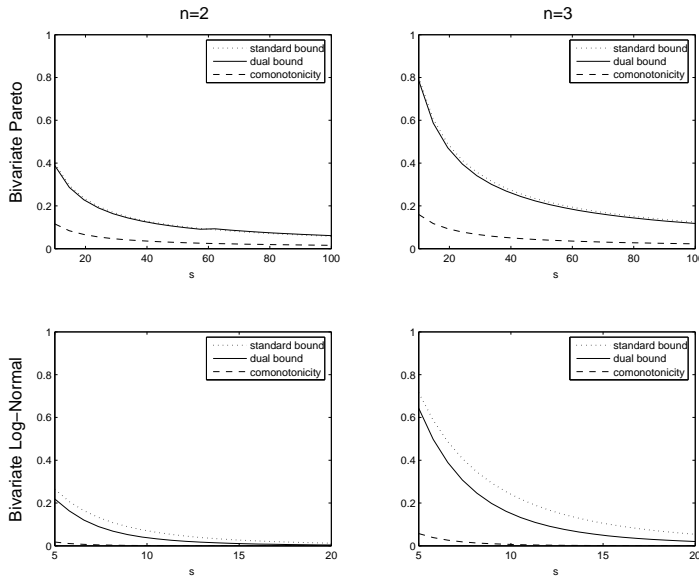 n=2
n=3
Bivariate Pareto
1
0.8
0.6
0.4
0.2
0
20
40
60
80
100
s
standard bound
dual bound
comonotonicity
1
0.8
0.6
0.4
0.2
0
20
40
60
80
100
s
standard bound
dual bound
comonotonicity
Bivariate Log−Normal
1
0.8
0.6
0.4
0.2
0
5
10
15
20
s
standard bound
dual bound
comonotonicity
1
0.8
0.6
0.4
0.2
0
5
10
15
20
s
standard bound
dual bound
comonotonicity